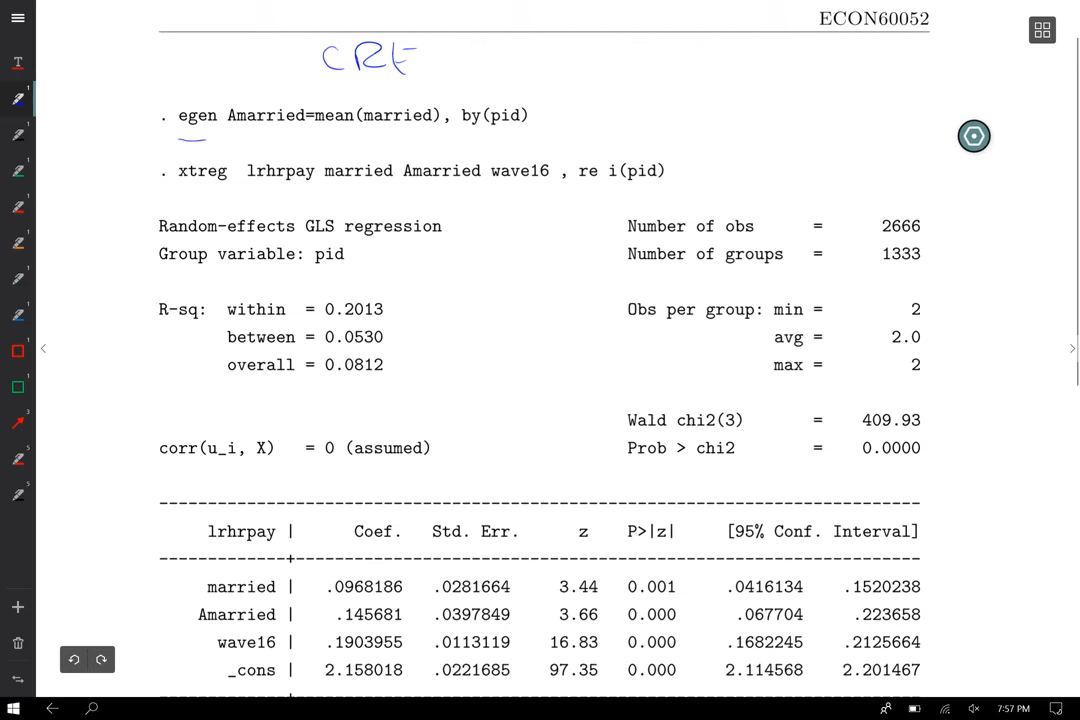 ECON60052
CRE
. egen Amarried=mean(married), by(pid)
. xtreg lrhrpay married Amarried wave16 , re i(pid)
Random-effects GLS regression Number of obs = 2666
Group variable: pid Number of groups = 1333
R-sq: within = 0.2013 Obs per group: min = 2
between = 0.0530 avg = 2.0
overall = 0.0812 max = 2
Wald chi2(3) = 409.93
corr(u_i, X) = 0 (assumed) Prob > chi2 = 0.0000
------------------------------------------------------------------------------
lrhrpay | Coef. Std. Err. z P>|z| [95% Conf. Interval]
-------------+----------------------------------------------------------------
married | .0968186 .0281664 3.44 0.001 .0416134 .1520238
Amarried | .145681 .0397849 3.66 0.000 .067704 .223658
wave16 | .1903955 .0113119 16.83 0.000 .1682245 .2125664
_cons | 2.158018 .0221685 97.35 0.000 2.114568 2.201467
7:57 PM